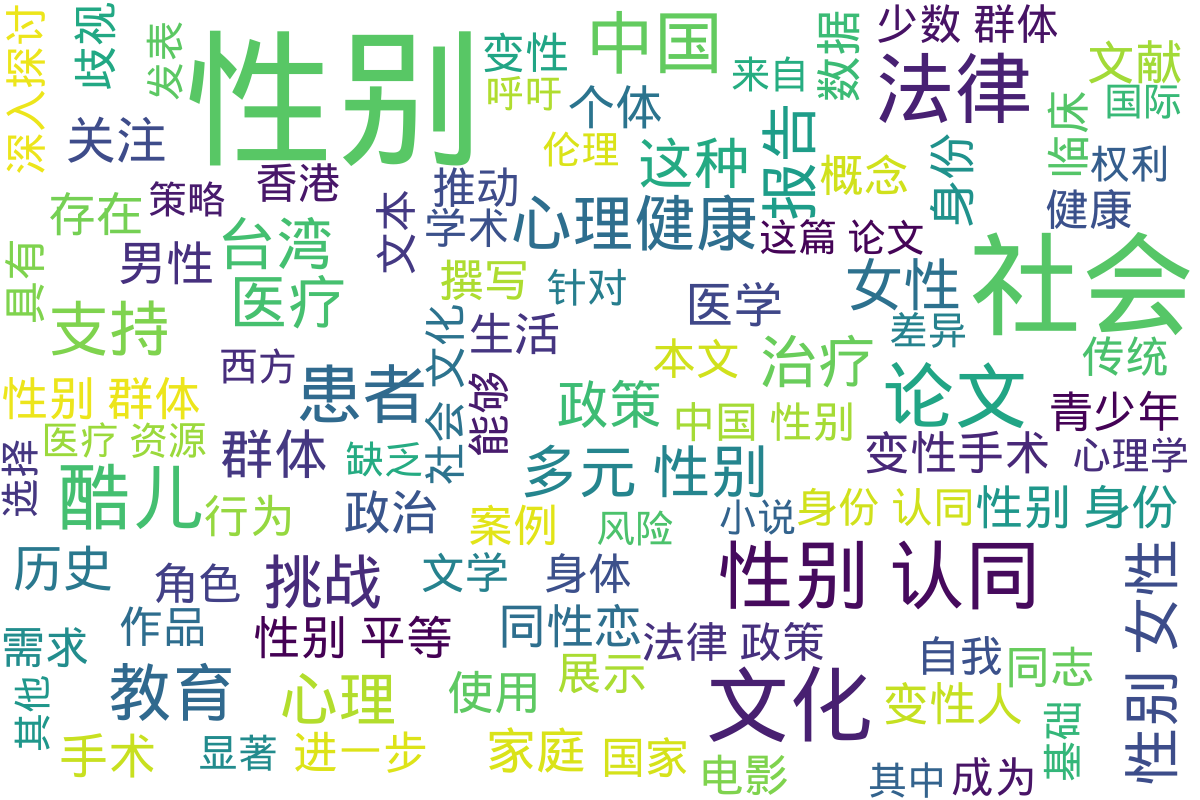 深入探讨
歧视
发表
性别
变性
呼吁
中国
来自
数据
少数 群体
法律
文献
国际
关注
个体
伦理
这种
报告
概念
身份
临床
权利
健康
存在
策略
香港
推动
文本
学术
心理健康
这篇 论文
社会
具有
男性
台湾
医疗
撰写
针对
医学
女性
差异
支持
生活
西方
社会 文化
本文
治疗
传统
性别 群体
患者
能够
政策
中国 性别
论文
青少年
医疗 资源
选择
群体
缺乏
多元 性别
变性手术
心理学
酷儿
行为
政治
案例
风险
小说
身份 认同
性别 身份
历史
角色
挑战
文学
身体
性别 认同
性别 女性
需求
作品
性别 平等
同性恋
法律 政策
自我
同志
其他
教育
心理
使用
展示
文化
变性人
基础
手术
显著
进一步
家庭
国家
电影
其中
成为